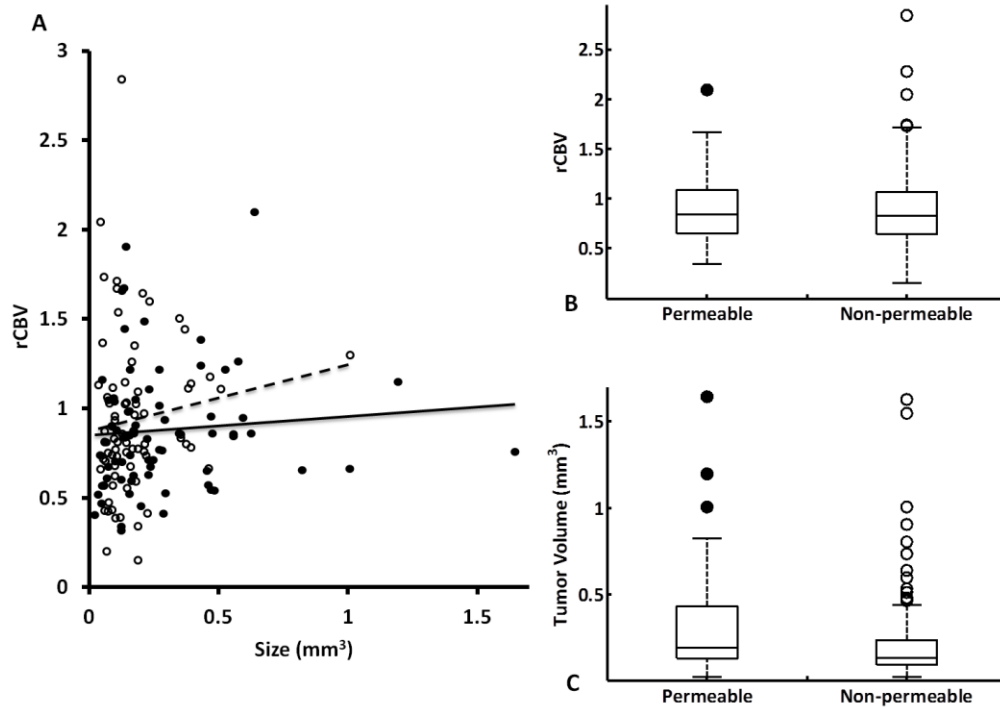 A
3
2.5
2
1.5
1
0.5
0
rCBV
0 0.5 1 1.5
Size (mm³)
2.5
2
1.5
1
0.5
rCBV
B
Permeable Non-permeable
1.5
1
0.5
Tumor Volume (mm³)
C
Permeable Non-permeable